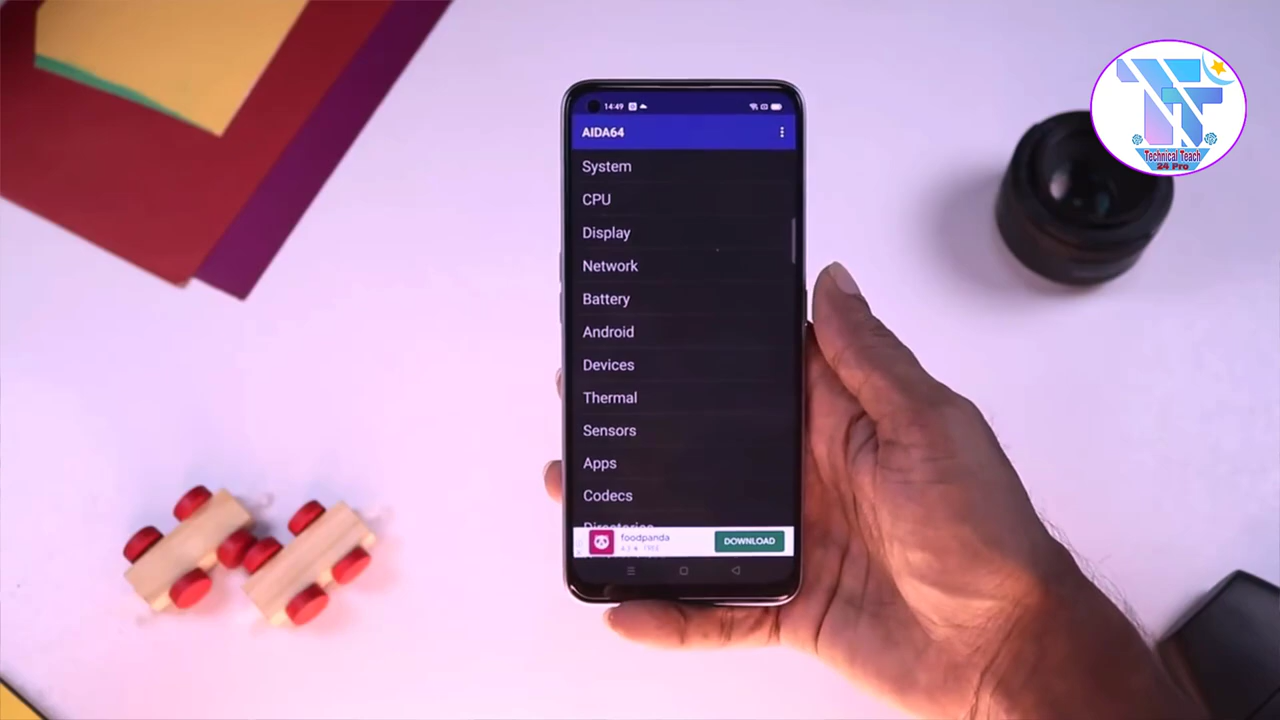 14:49
AIDA64
System
CPU
Display
Network
Battery
Android
Devices
Thermal
Sensors
Apps
Codecs
Directories
foodpanda
DOWNLOAD
Technical Teach
24 Pro